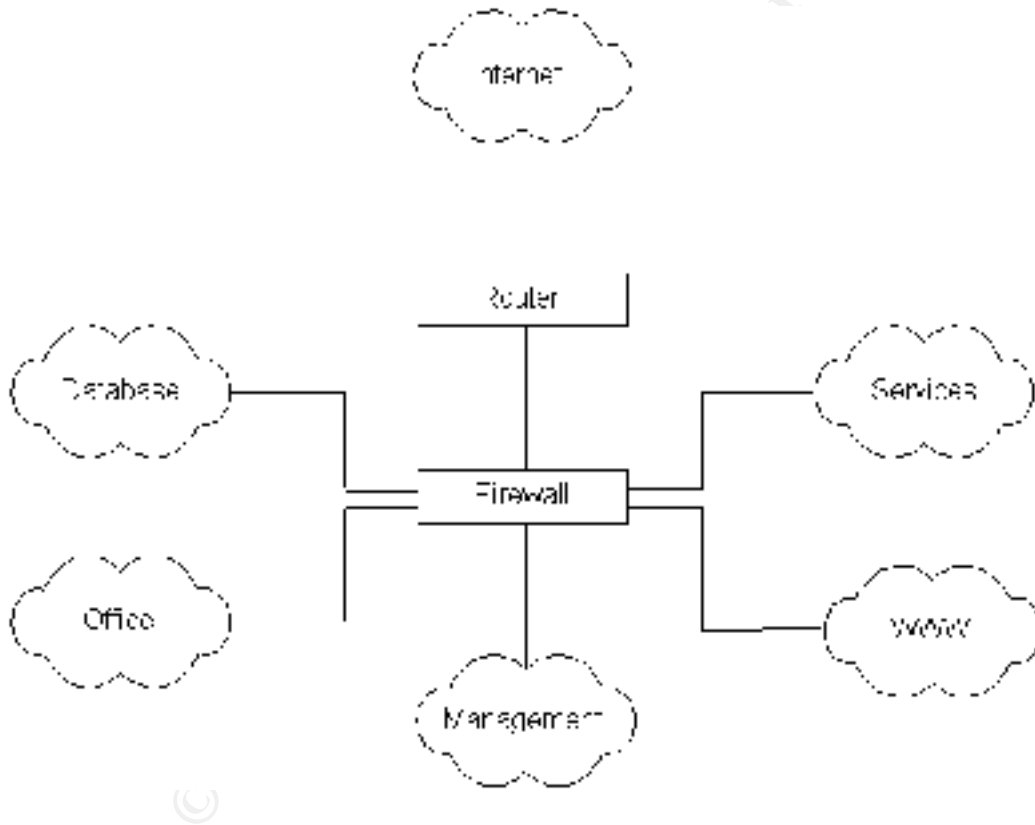 Internet
Router
Database
Services
Firewall
Office
WWW
Management
©